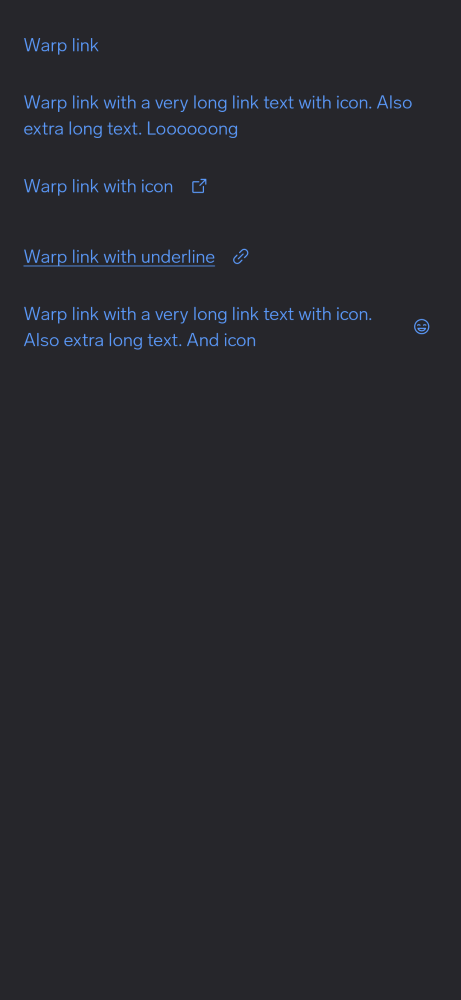 Warp link
Warp link with a very long link text with icon. Also
extra long text. Loooooong
Warp link with icon
Warp link with underline
Warp link with a very long link text with icon.
Also extra long text. And icon